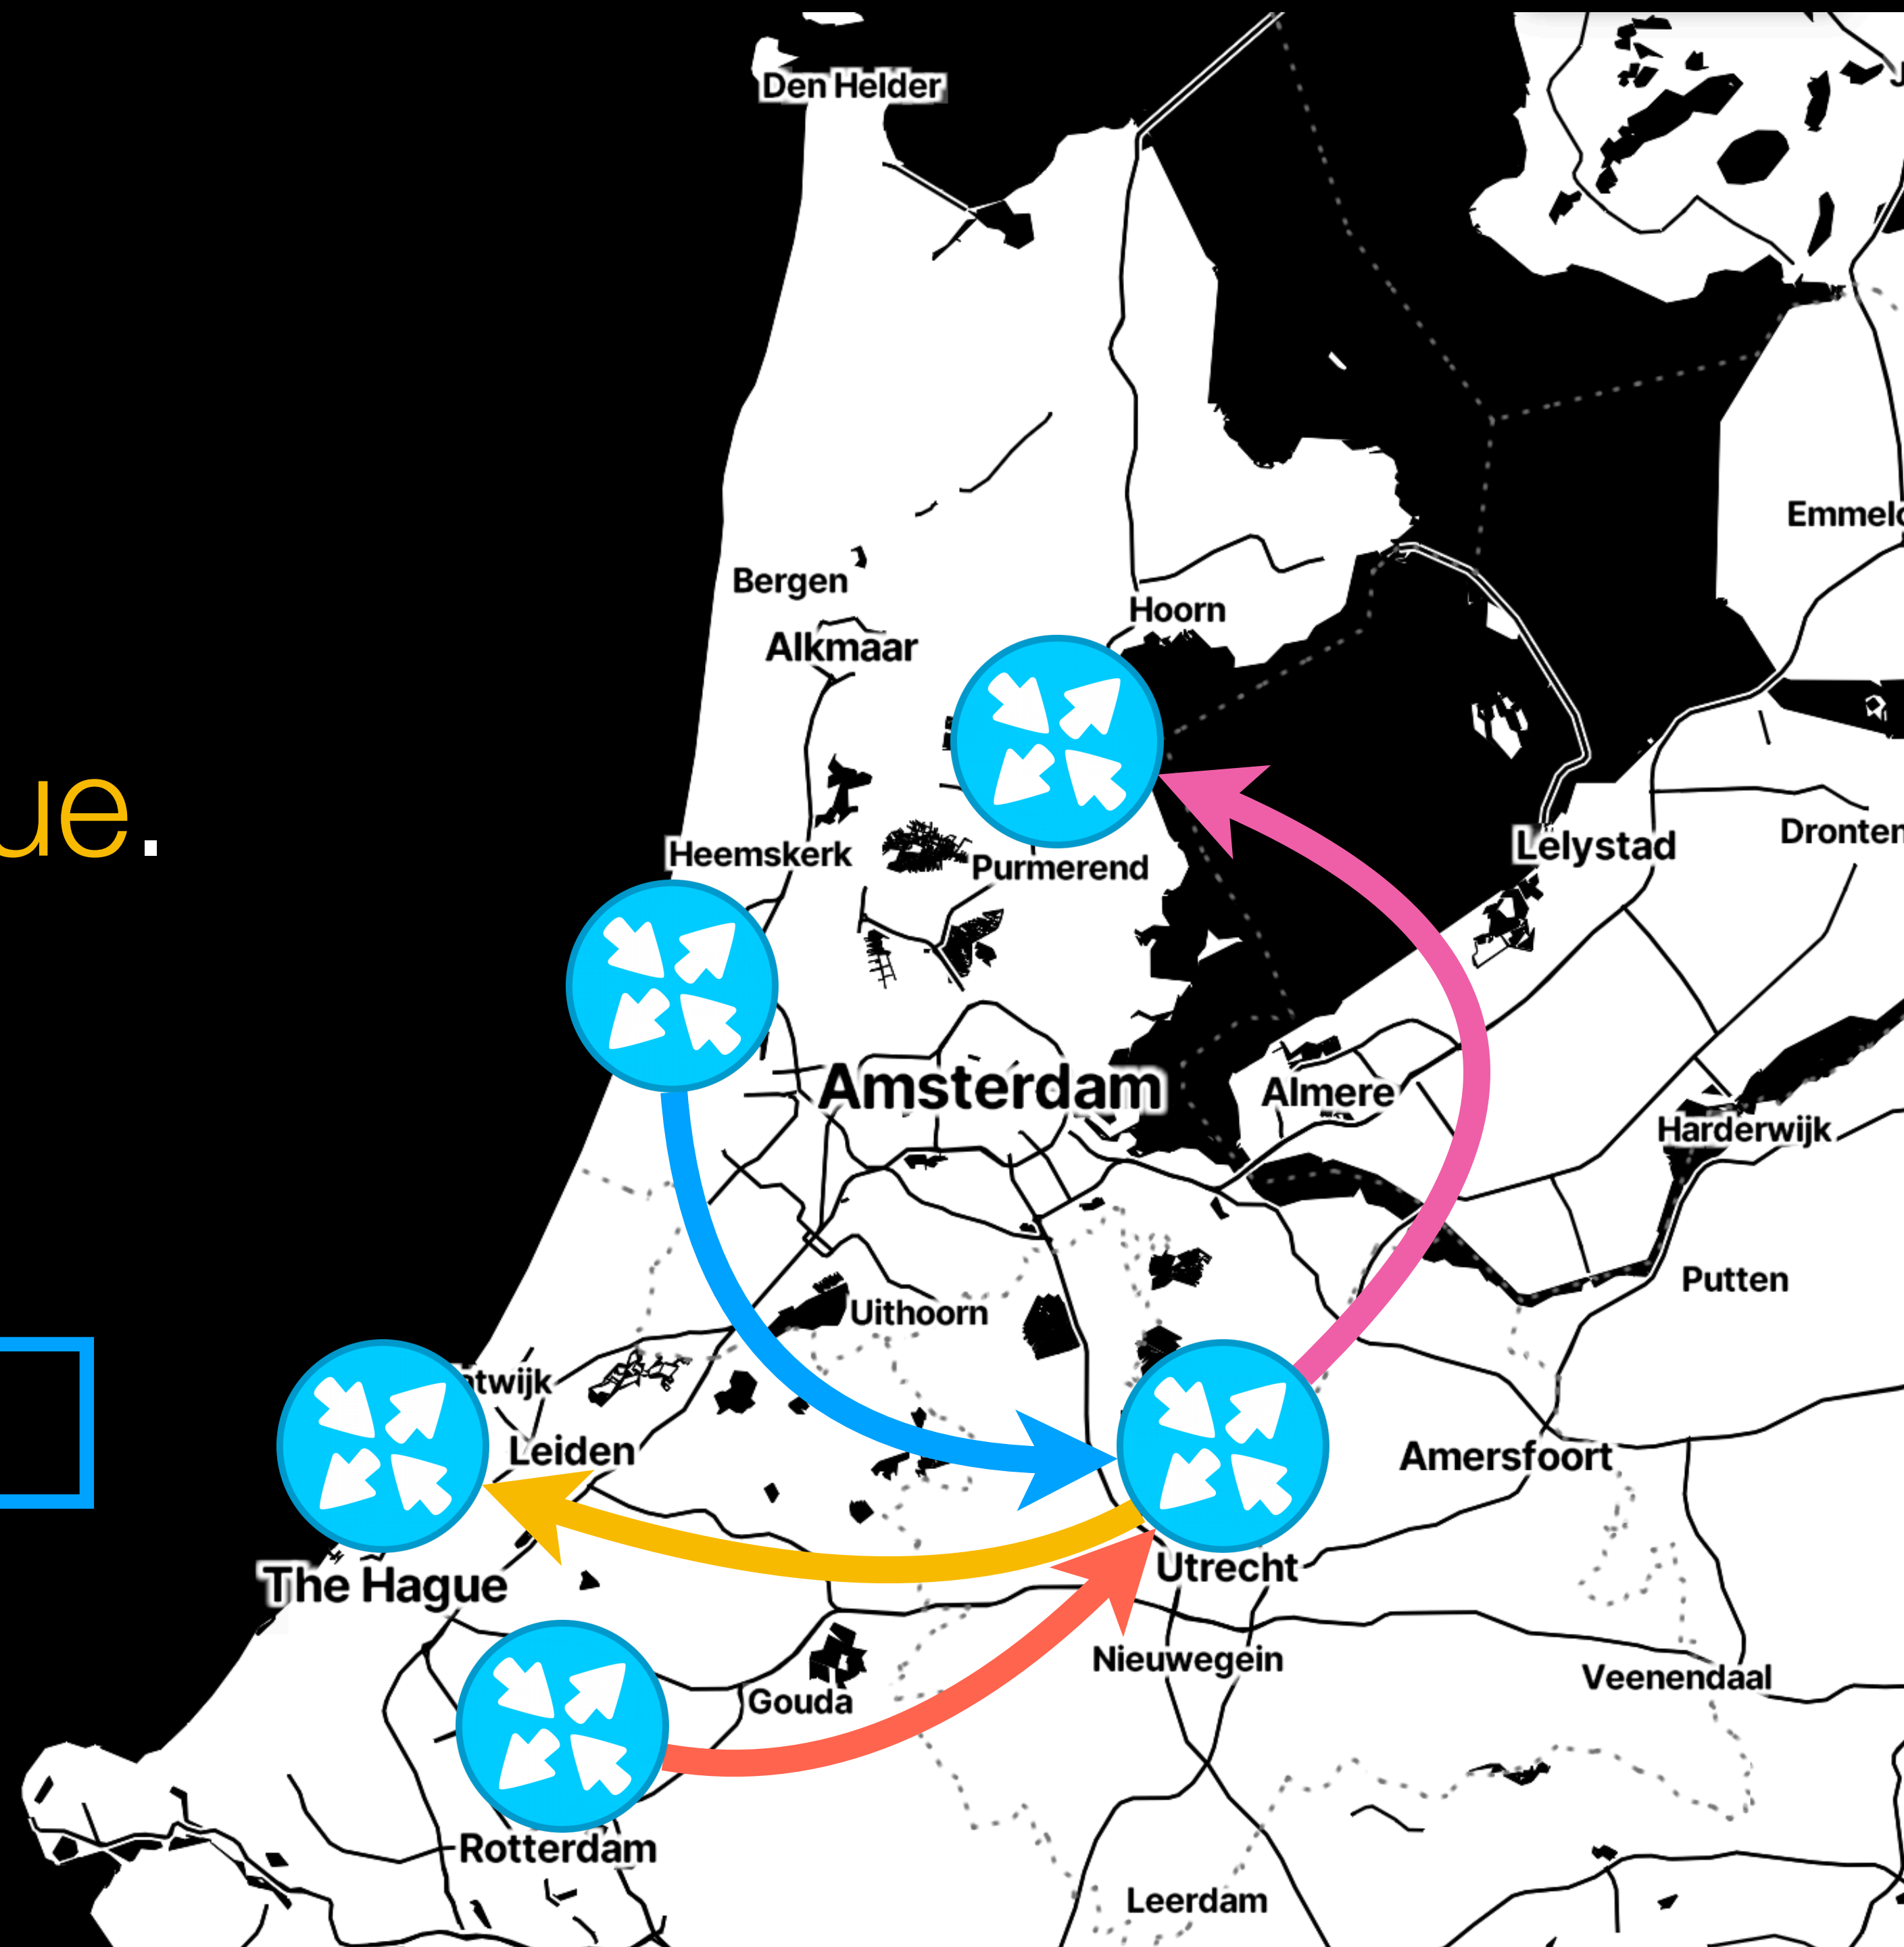 Den Helder
Emmelo
Bergen
Hoorn
Alkmaar
ue.
Lelystad
Dronten
Heemskerk
Purmerend
Amsterdam
Almere
Harderwijk
Putten
Uithoorn
twijk
Leiden
Amersfoort
Utrecht
The Hague
Nieuwegein
Veenendaal
Gouda
Rotterdam
Leerdam